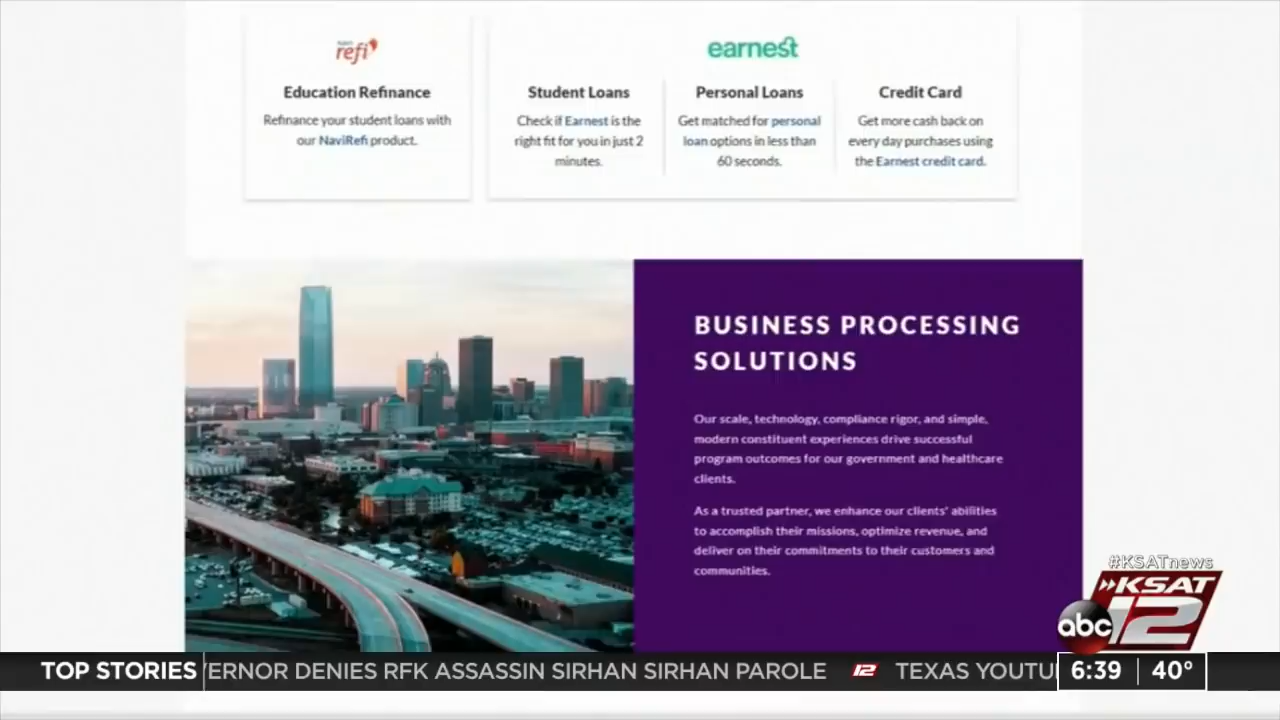 refi
earnest
Education Refinance
Refinance your student loans with
our NaviRefi product.
Student Loans
Check if Earnest is the
right fit for you in just 2
minutes.
Personal Loans
Get matched for personal
loan options in less than
60 seconds.
Credit Card
Get more cash back on
every day purchases using
the Earnest credit card.
BUSINESS PROCESSING
SOLUTIONS
Our scale, technology, compliance rigor, and simple,
modern constituent experiences drive successful
program outcomes for our government and healthcare
clients.
As a trusted partner, we enhance our clients' abilities
to accomplish their missions, optimize revenue, and
deliver on their commitments to their customers and
communities.
#KSATnews
KSAT
abc 12
TOP STORIES VERNOR DENIES RFK ASSASSIN SIRHAN SIRHAN PAROLE 12 TEXAS YOUTU 6:39 40°